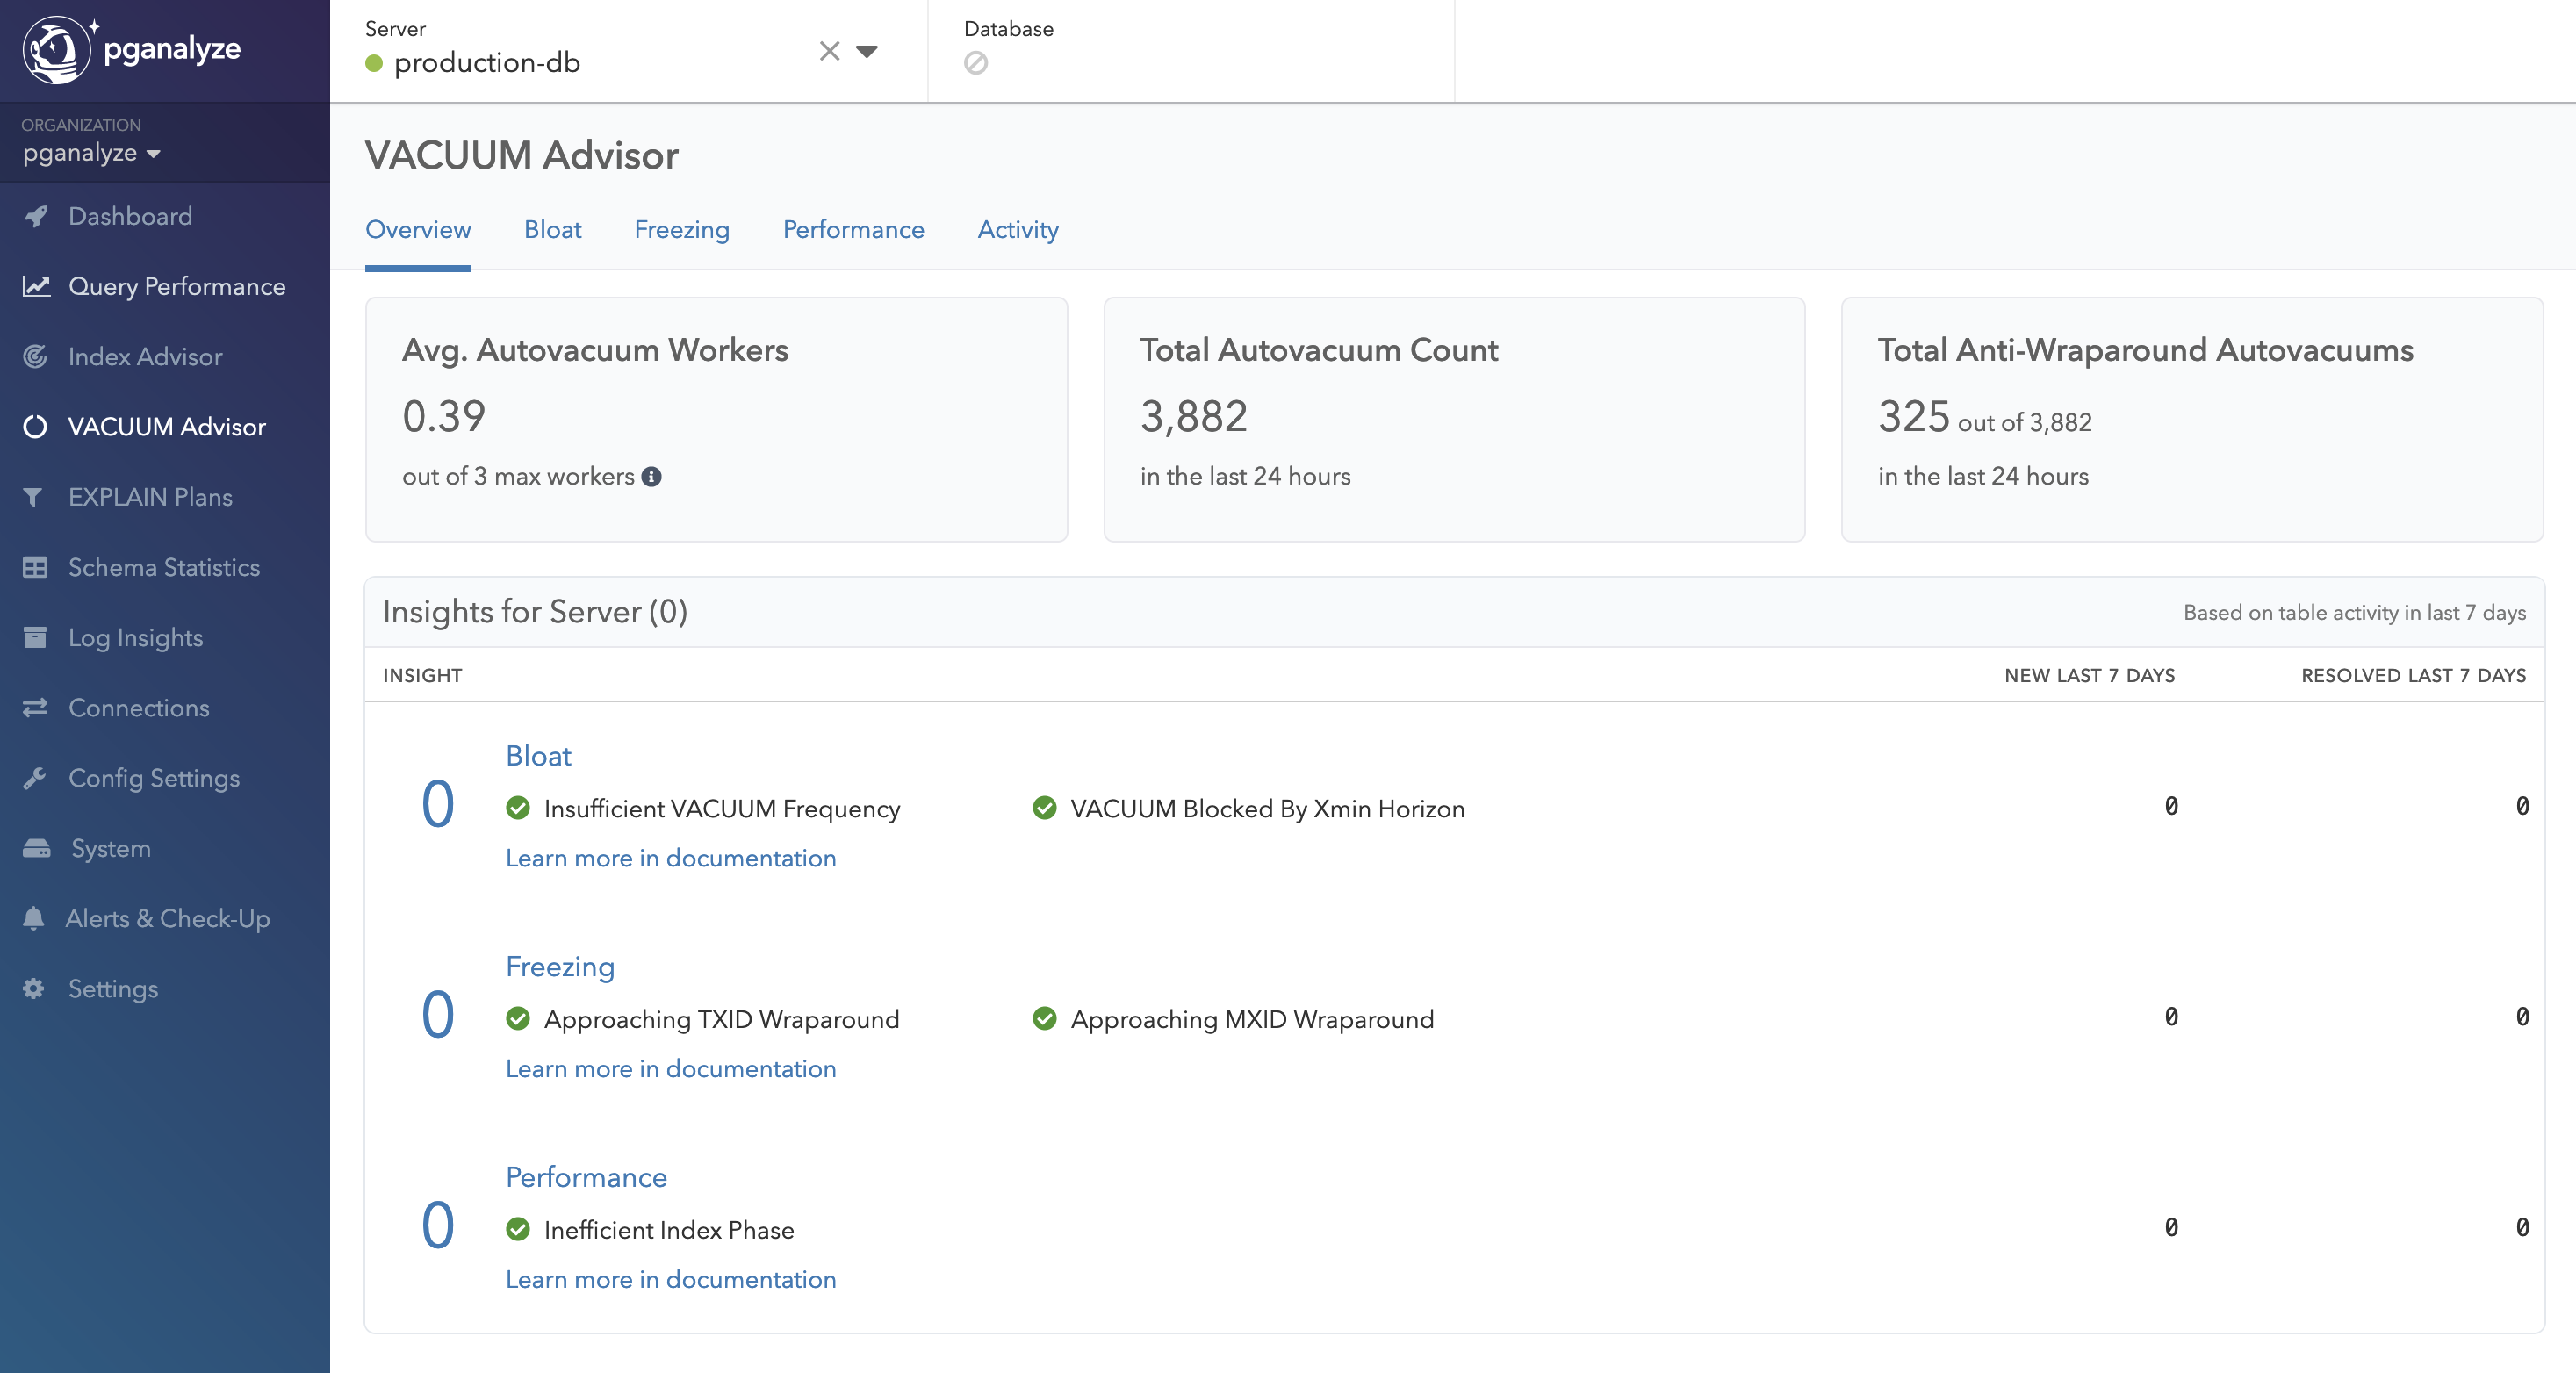 pganalyze
ORGANIZATION
pganalyze
Dashboard
Query Performance
Index Advisor
VACUUM Advisor
EXPLAIN Plans
Schema Statistics
Log Insights
Connections
Config Settings
System
Alerts & Check-Up
Settings
Server
production-db
Database
VACUUM Advisor
Overview Bloat Freezing Performance Activity
Avg. Autovacuum Workers
0.39
out of 3 max workers
Total Autovacuum Count
3,882
in the last 24 hours
Total Anti-Wraparound Autovacuums
325 out of 3,882
in the last 24 hours
Insights for Server (0) Based on table activity in last 7 days
INSIGHT NEW LAST 7 DAYS RESOLVED LAST 7 DAYS
Bloat
0 Insufficient VACUUM Frequency VACUUM Blocked By Xmin Horizon 0 0
Learn more in documentation
Freezing
0 Approaching TXID Wraparound Approaching MXID Wraparound 0 0
Learn more in documentation
Performance
0 Inefficient Index Phase 0 0
Learn more in documentation